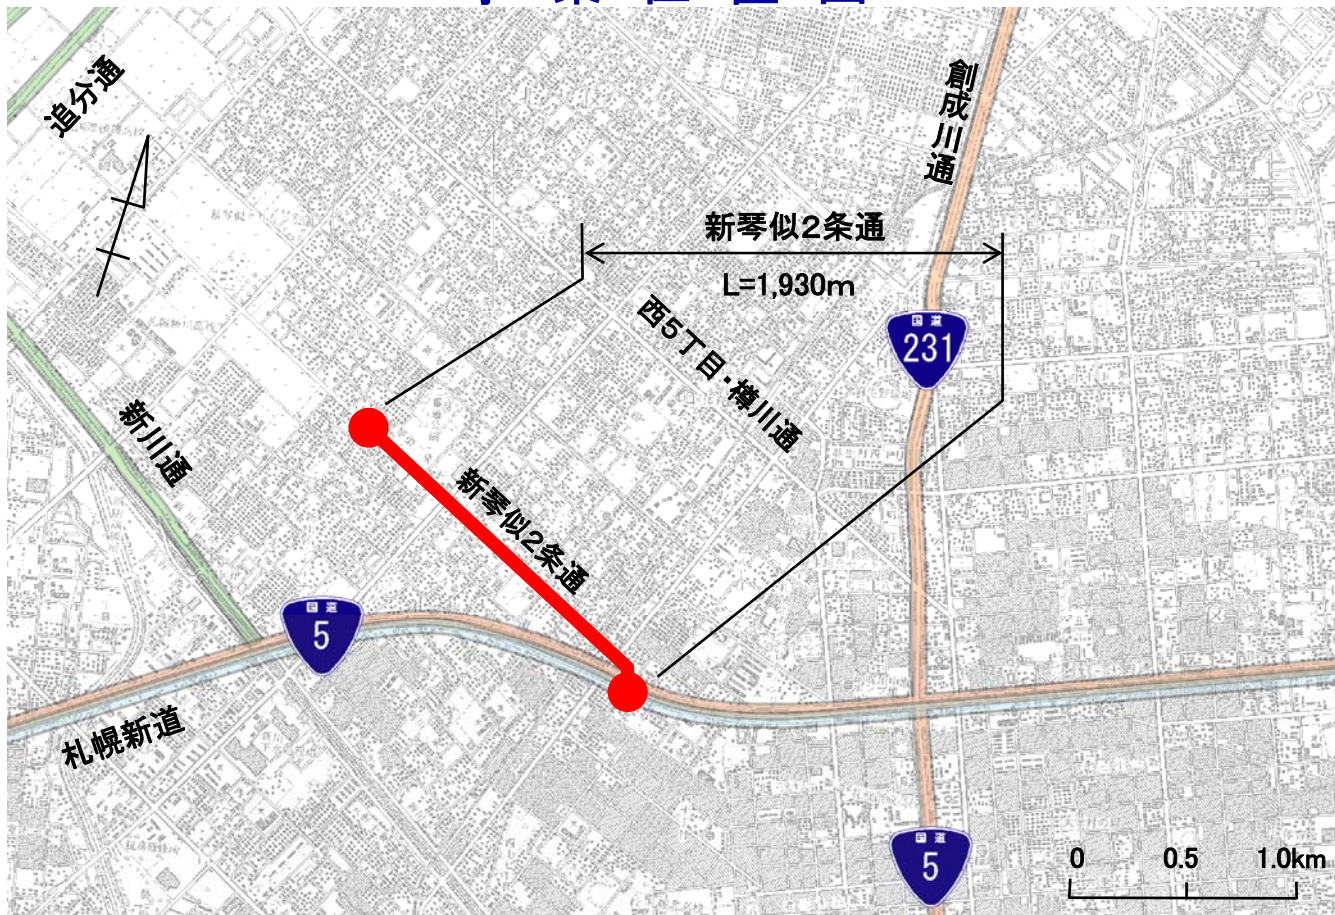 追分通
創成川通
新琴似2条通
L=1,930m
西5丁目・樽川通
国道
231
新川通
新琴似2条通
国道
5
札幌新道
国道
5
0 0.5 1.0km